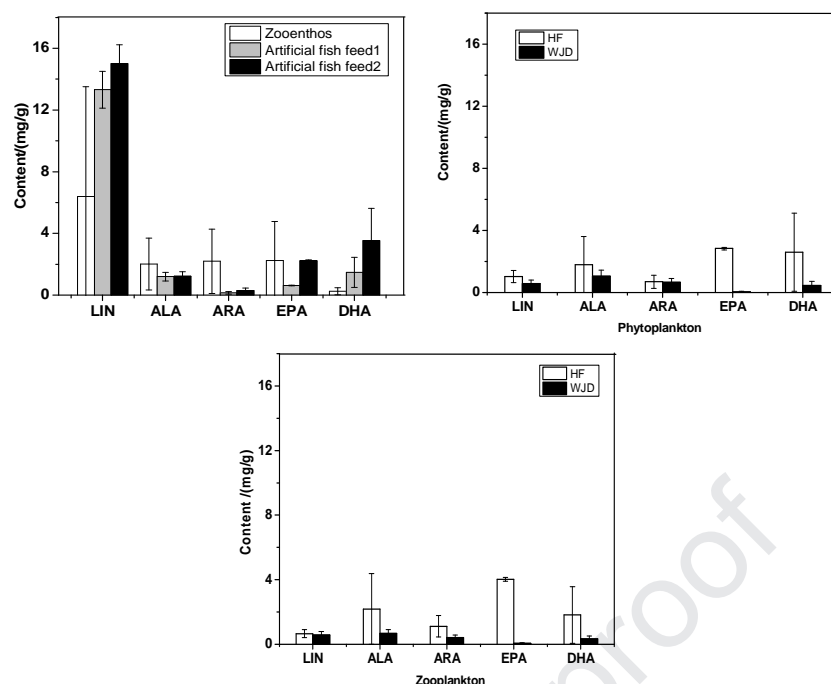 Zooenthos
Artificial fish feed1
Artificial fish feed2
Content/(mg/g)
16
12
8
4
0
LIN ALA ARA EPA DHA
HF
WJD
Content/(mg/g)
16
12
8
4
0
LIN ALA ARA EPA DHA
Phytoplankton
HF
WJD
Content /(mg/g)
16
12
8
4
0
LIN ALA ARA EPA DHA
Zooplankton
proof